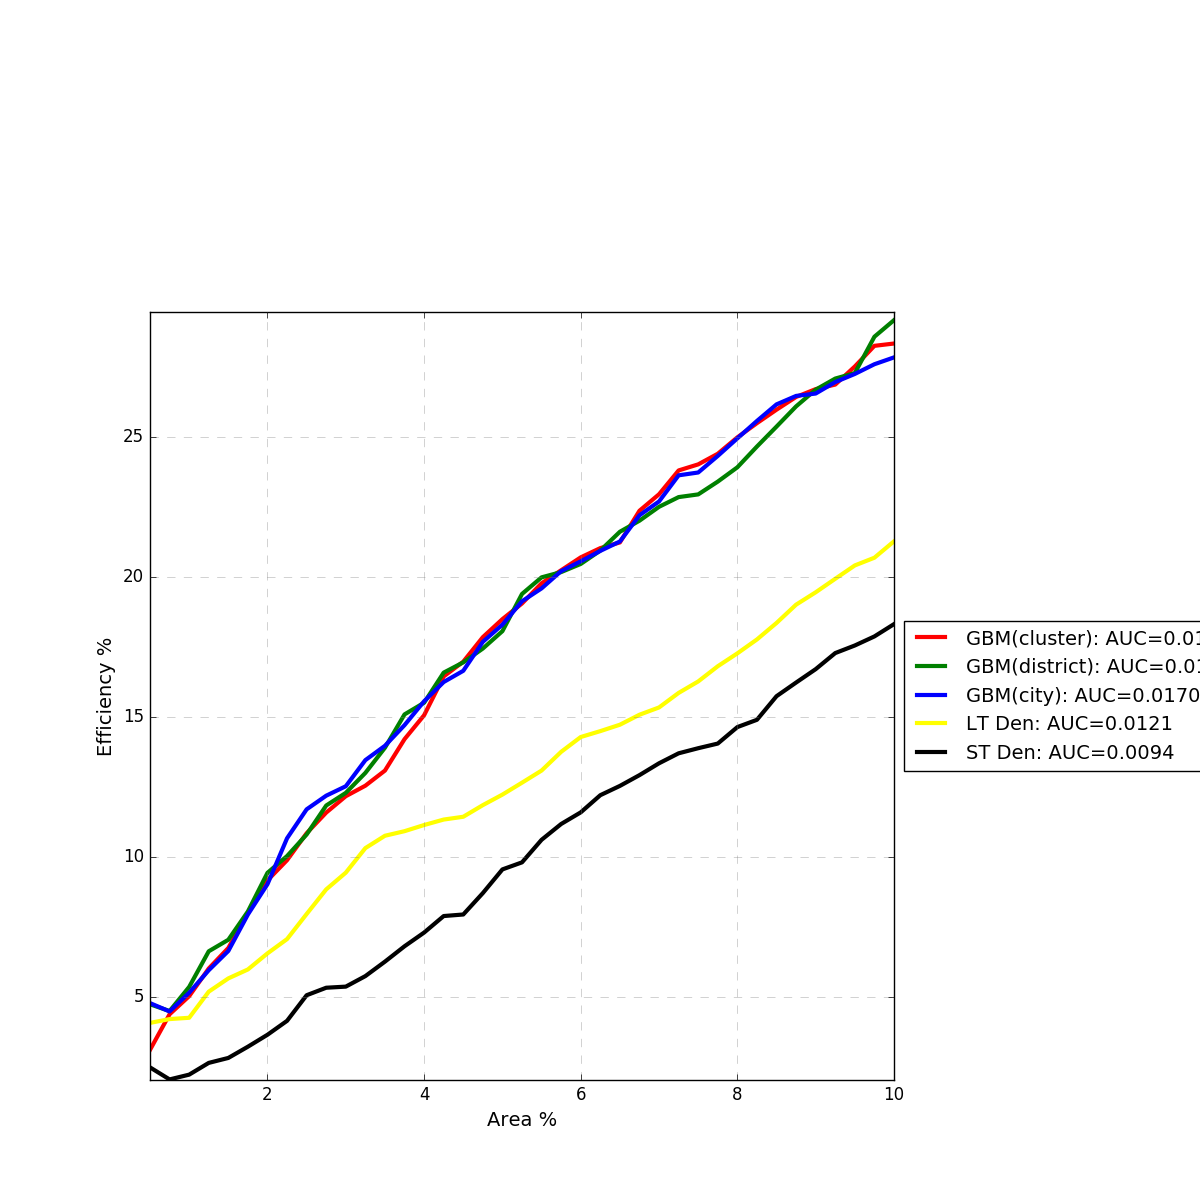 25
20
15
10
5
2
4
6
8
10
Efficiency %
Area %
GBM(cluster): AUC=0.01
GBM(district): AUC=0.01
GBM(city): AUC=0.0170
LT Den: AUC=0.0121
ST Den: AUC=0.0094